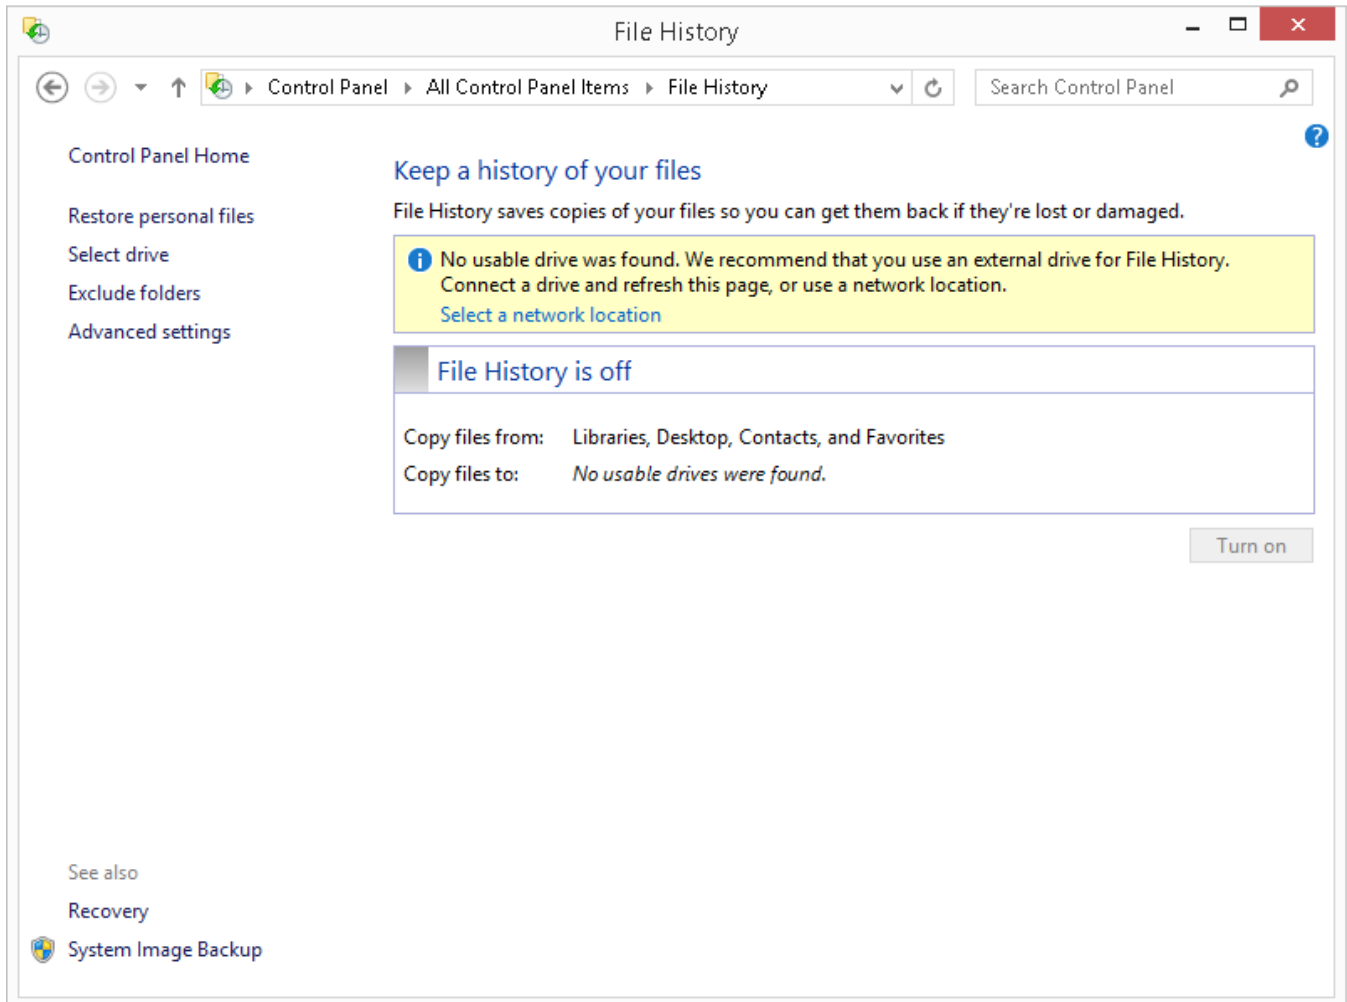 File History
Control Panel All Control Panel Items File History
Search Control Panel
Control Panel Home
Restore personal files
Select drive
Exclude folders
Advanced settings
Keep a history of your files
File History saves copies of your files so you can get them back if they're lost or damaged.
No usable drive was found. We recommend that you use an external drive for File History.
Connect a drive and refresh this page, or use a network location.
Select a network location
File History is off
Copy files from: Libraries, Desktop, Contacts, and Favorites
Copy files to: No usable drives were found.
Turn on
See also
Recovery
System Image Backup